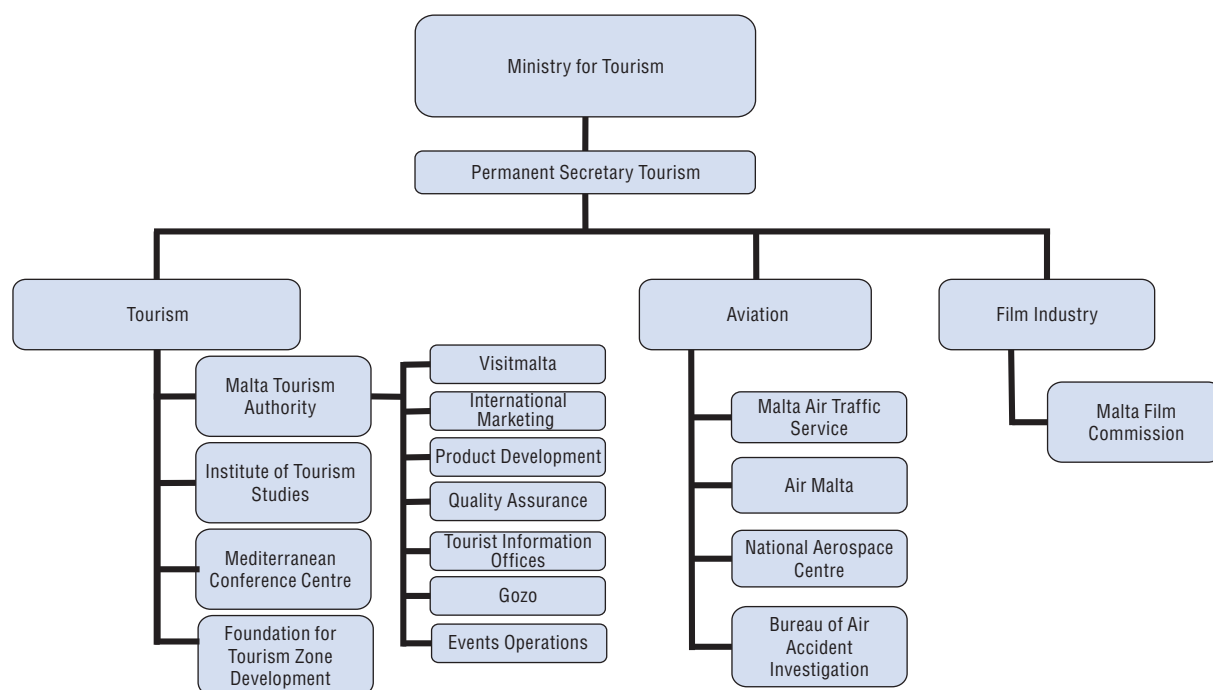 Ministry for Tourism
Permanent Secretary Tourism
Tourism
Aviation
Film Industry
Malta Tourism
Authority
Institute of Tourism
Studies
Mediterranean
Conference Centre
Foundation for
Tourism Zone
Development
Visitmalta
International
Marketing
Product Development
Quality Assurance
Tourist Information
Offices
Gozo
Events Operations
Malta Air Traffic
Service
Air Malta
National Aerospace
Centre
Bureau of Air
Accident
Investigation
Malta Film
Commission